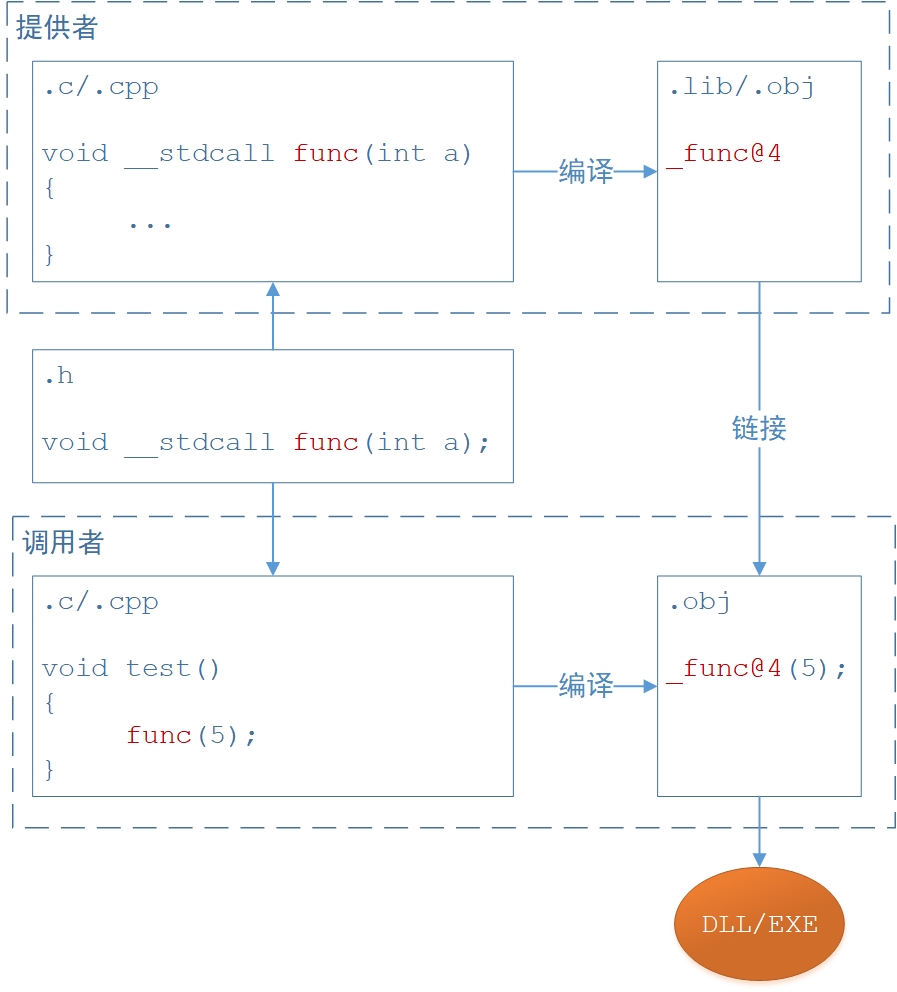 提供者
.c/.cpp
void __stdcall func(int a)
{
...
}
编译
.lib/.obj
_func@4
.h
void __stdcall func(int a);
链接
调用者
.c/.cpp
void test()
{
func(5);
}
编译
.obj
_func@4(5);
DLL/EXE